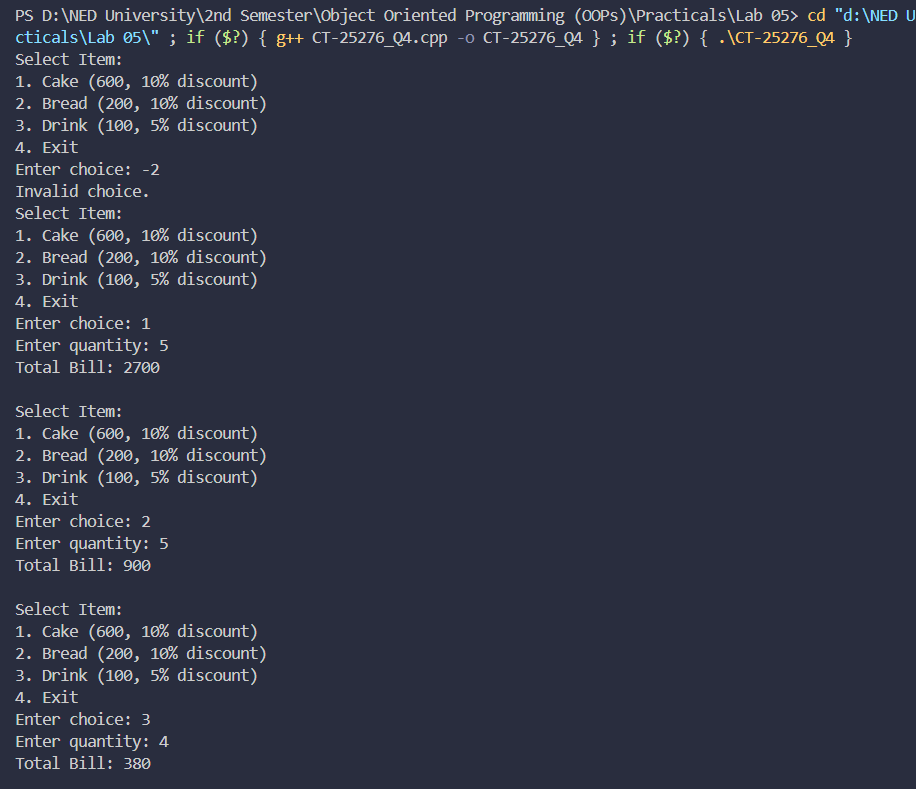 PS D:\NED University\2nd Semester\Object Oriented Programming (OOPs)\Practicals\Lab 05> cd "d:\NED U
cticals\Lab 05\" ; if ($?) { g++ CT-25276_Q4.cpp -o CT-25276_Q4 } ; if ($?) { .\CT-25276_Q4 }
Select Item:
1. Cake (600, 10% discount)
2. Bread (200, 10% discount)
3. Drink (100, 5% discount)
4. Exit
Enter choice: -2
Invalid choice.
Select Item:
1. Cake (600, 10% discount)
2. Bread (200, 10% discount)
3. Drink (100, 5% discount)
4. Exit
Enter choice: 1
Enter quantity: 5
Total Bill: 2700

Select Item:
1. Cake (600, 10% discount)
2. Bread (200, 10% discount)
3. Drink (100, 5% discount)
4. Exit
Enter choice: 2
Enter quantity: 5
Total Bill: 900

Select Item:
1. Cake (600, 10% discount)
2. Bread (200, 10% discount)
3. Drink (100, 5% discount)
4. Exit
Enter choice: 3
Enter quantity: 4
Total Bill: 380